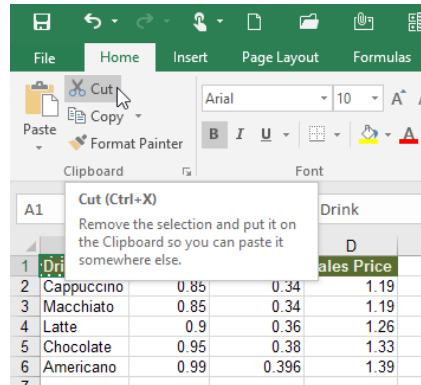 File Home Insert Page Layout Formulas
Cut
Copy
Paste
Format Painter
Arial 10 A
B I U A
Clipboard Font
A1 Drink
Cut (Ctrl+X)
Remove the selection and put it on
the Clipboard so you can paste it
somewhere else.
D
1 Dri ales Price
2 Cappuccino 0.85 0.34 1.19
3 Macchiato 0.85 0.34 1.19
4 Latte 0.9 0.36 1.26
5 Chocolate 0.95 0.38 1.33
6 Americano 0.99 0.396 1.39